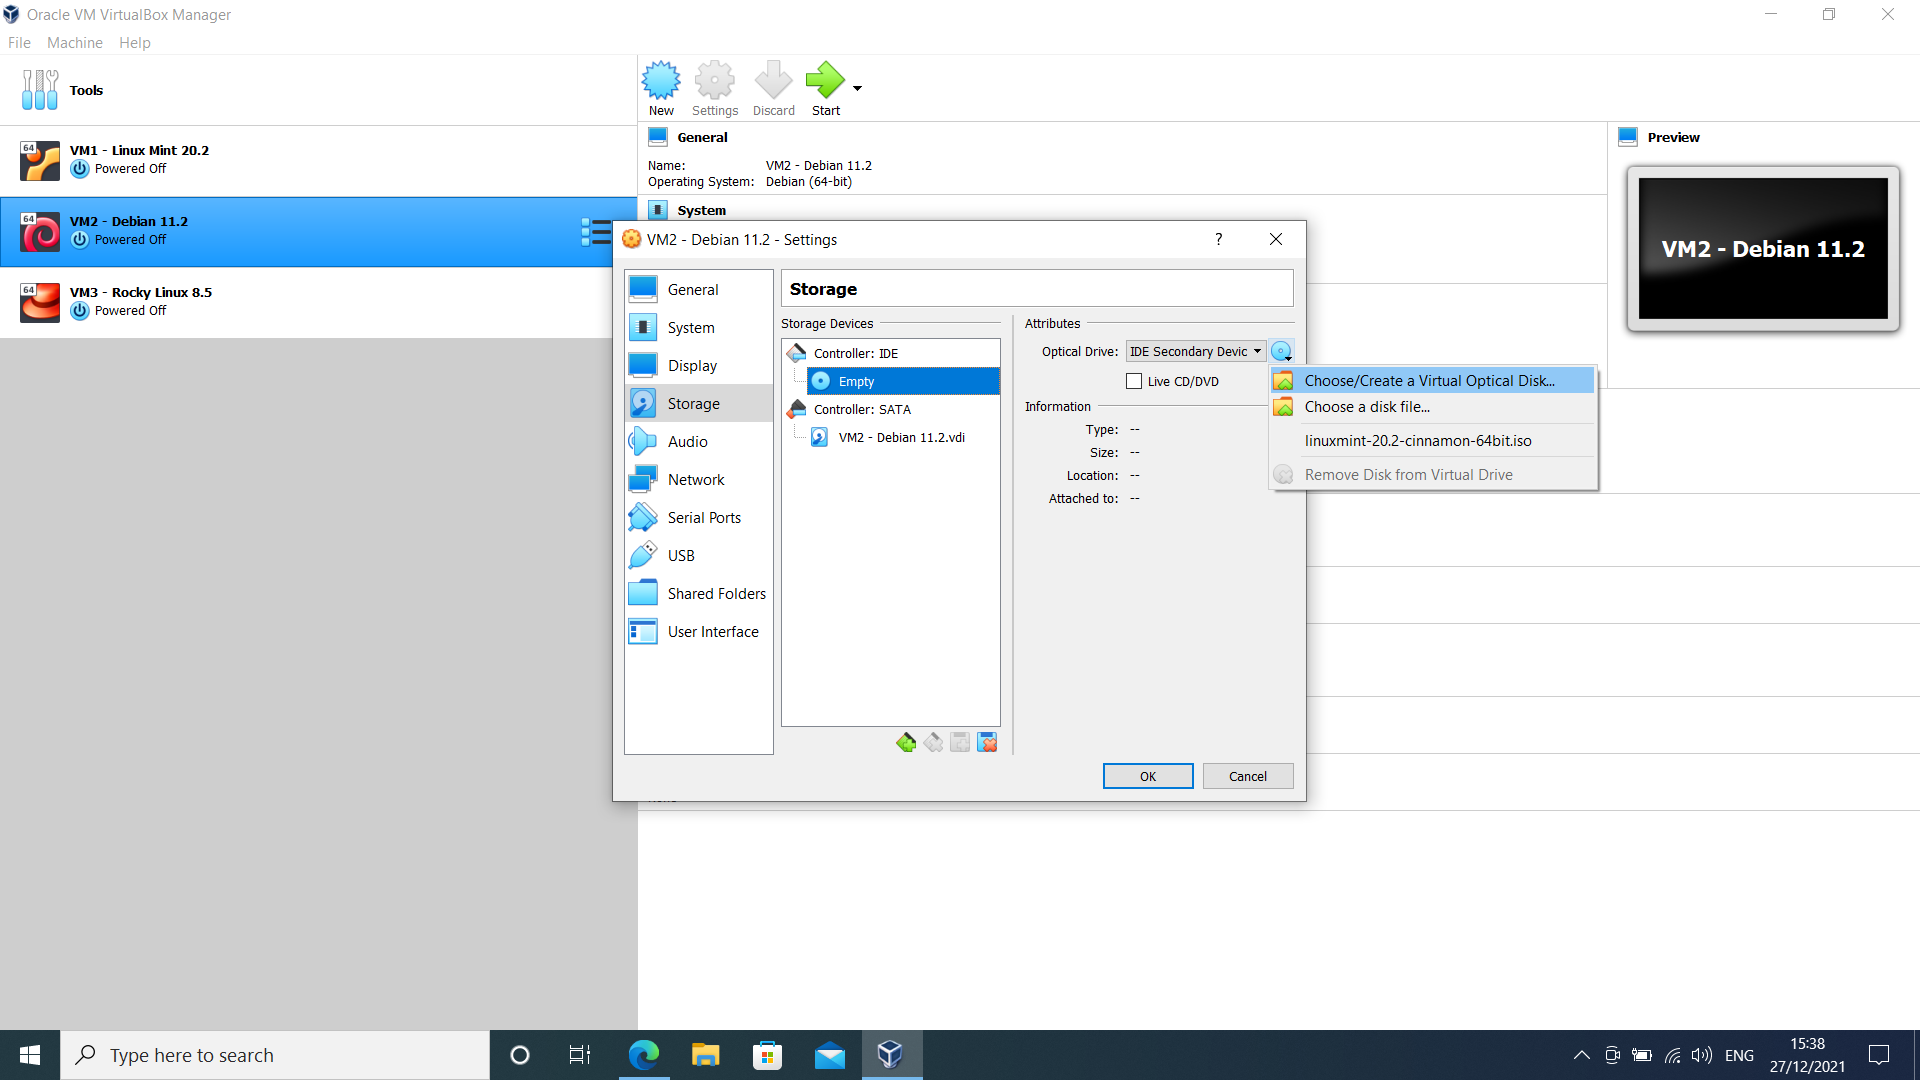 Oracle VM VirtualBox Manager
File Machine Help
Tools
New Settings Discard Start
64
VM1 - Linux Mint 20.2
Powered Off
64
VM2 - Debian 11.2
Powered Off
64
VM3 - Rocky Linux 8.5
Powered Off
General
Name: VM2 - Debian 11.2
Operating System: Debian (64-bit)
System
Preview
VM2 - Debian 11.2
VM2 - Debian 11.2 - Settings
?
General
System
Display
Storage
Audio
Network
Serial Ports
USB
Shared Folders
User Interface
Storage
Storage Devices
Controller: IDE
Empty
Controller: SATA
VM2 - Debian 11.2.vdi
Attributes
Optical Drive: IDE Secondary Devic
Live CD/DVD
Information
Type: --
Size: --
Location: --
Attached to: --
Choose/Create a Virtual Optical Disk...
Choose a disk file...
linuxmint-20.2-cinnamon-64bit.iso
Remove Disk from Virtual Drive
OK Cancel
Type here to search
ENG
15:38
27/12/2021